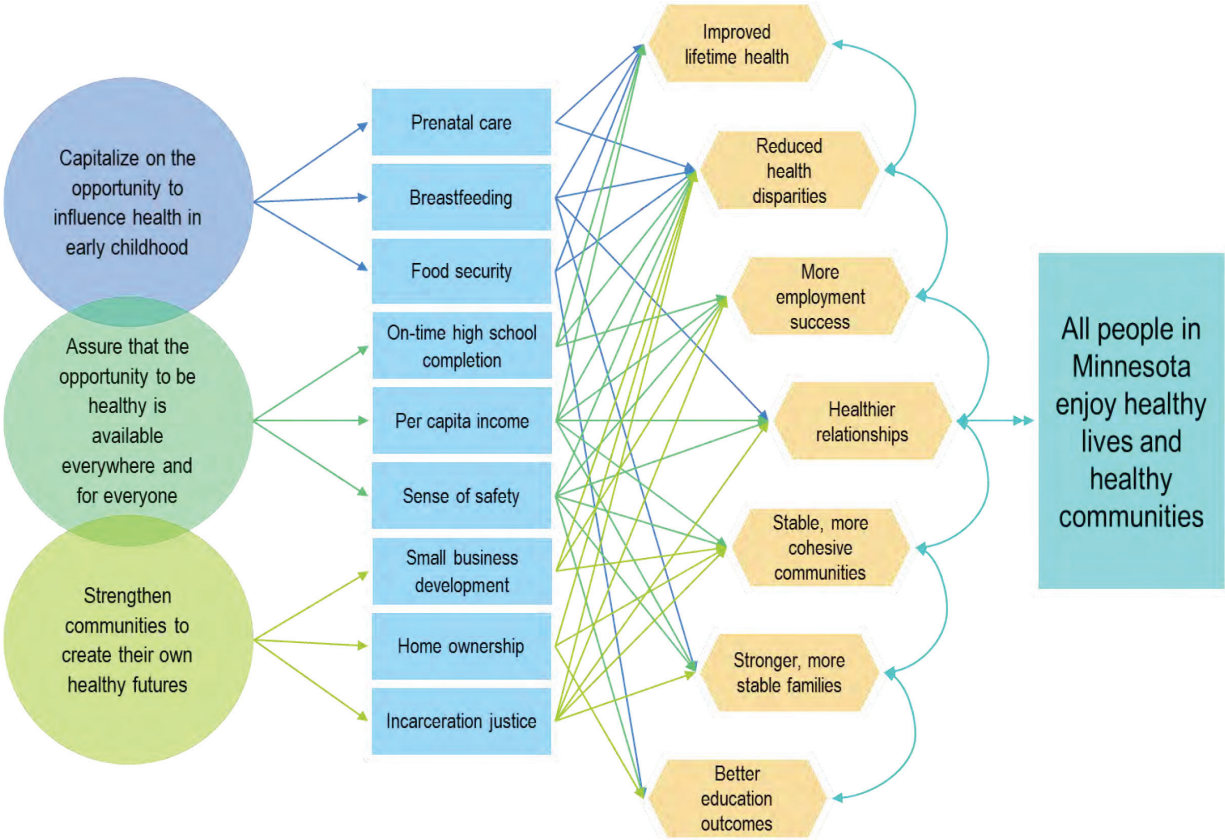 Capitalize on the
opportunity to
influence health in
early childhood
Assure that the
opportunity to be
healthy is
available
everywhere and
for everyone
Strengthen
communities to
create their own
healthy futures
Prenatal care
Breastfeeding
Food security
On-time high school
completion
Per capita income
Sense of safety
Small business
development
Home ownership
Incarceration justice
Improved
lifetime health
Reduced
health
disparities
More
employment
success
Healthier
relationships
Stable, more
cohesive
communities
Stronger, more
stable families
Better
education
outcomes
All people in
Minnesota
enjoy healthy
lives and
healthy
communities